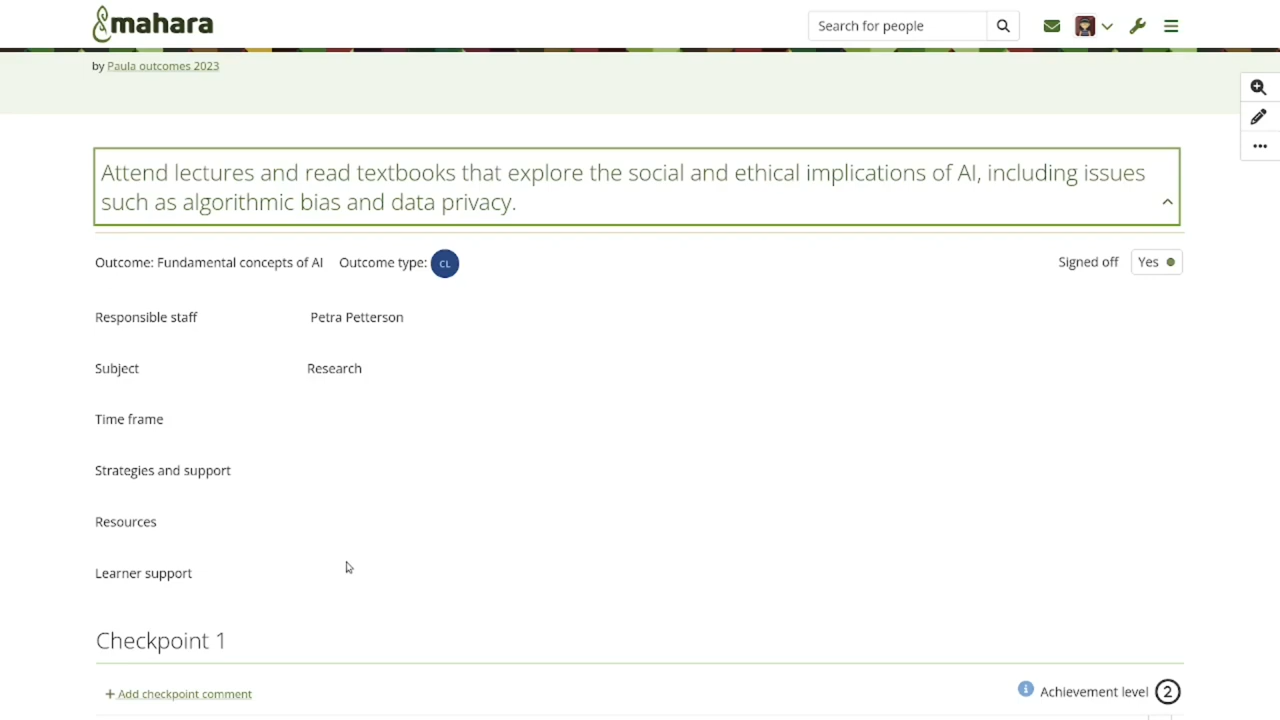 mahara
Search for people
by Paula outcomes 2023
Attend lectures and read textbooks that explore the social and ethical implications of AI, including issues
such as algorithmic bias and data privacy.
Outcome: Fundamental concepts of AI Outcome type: CL Signed off Yes
Responsible staff Petra Petterson
Subject Research
Time frame
Strategies and support
Resources
Learner support
Checkpoint 1
+ Add checkpoint comment i Achievement level 2